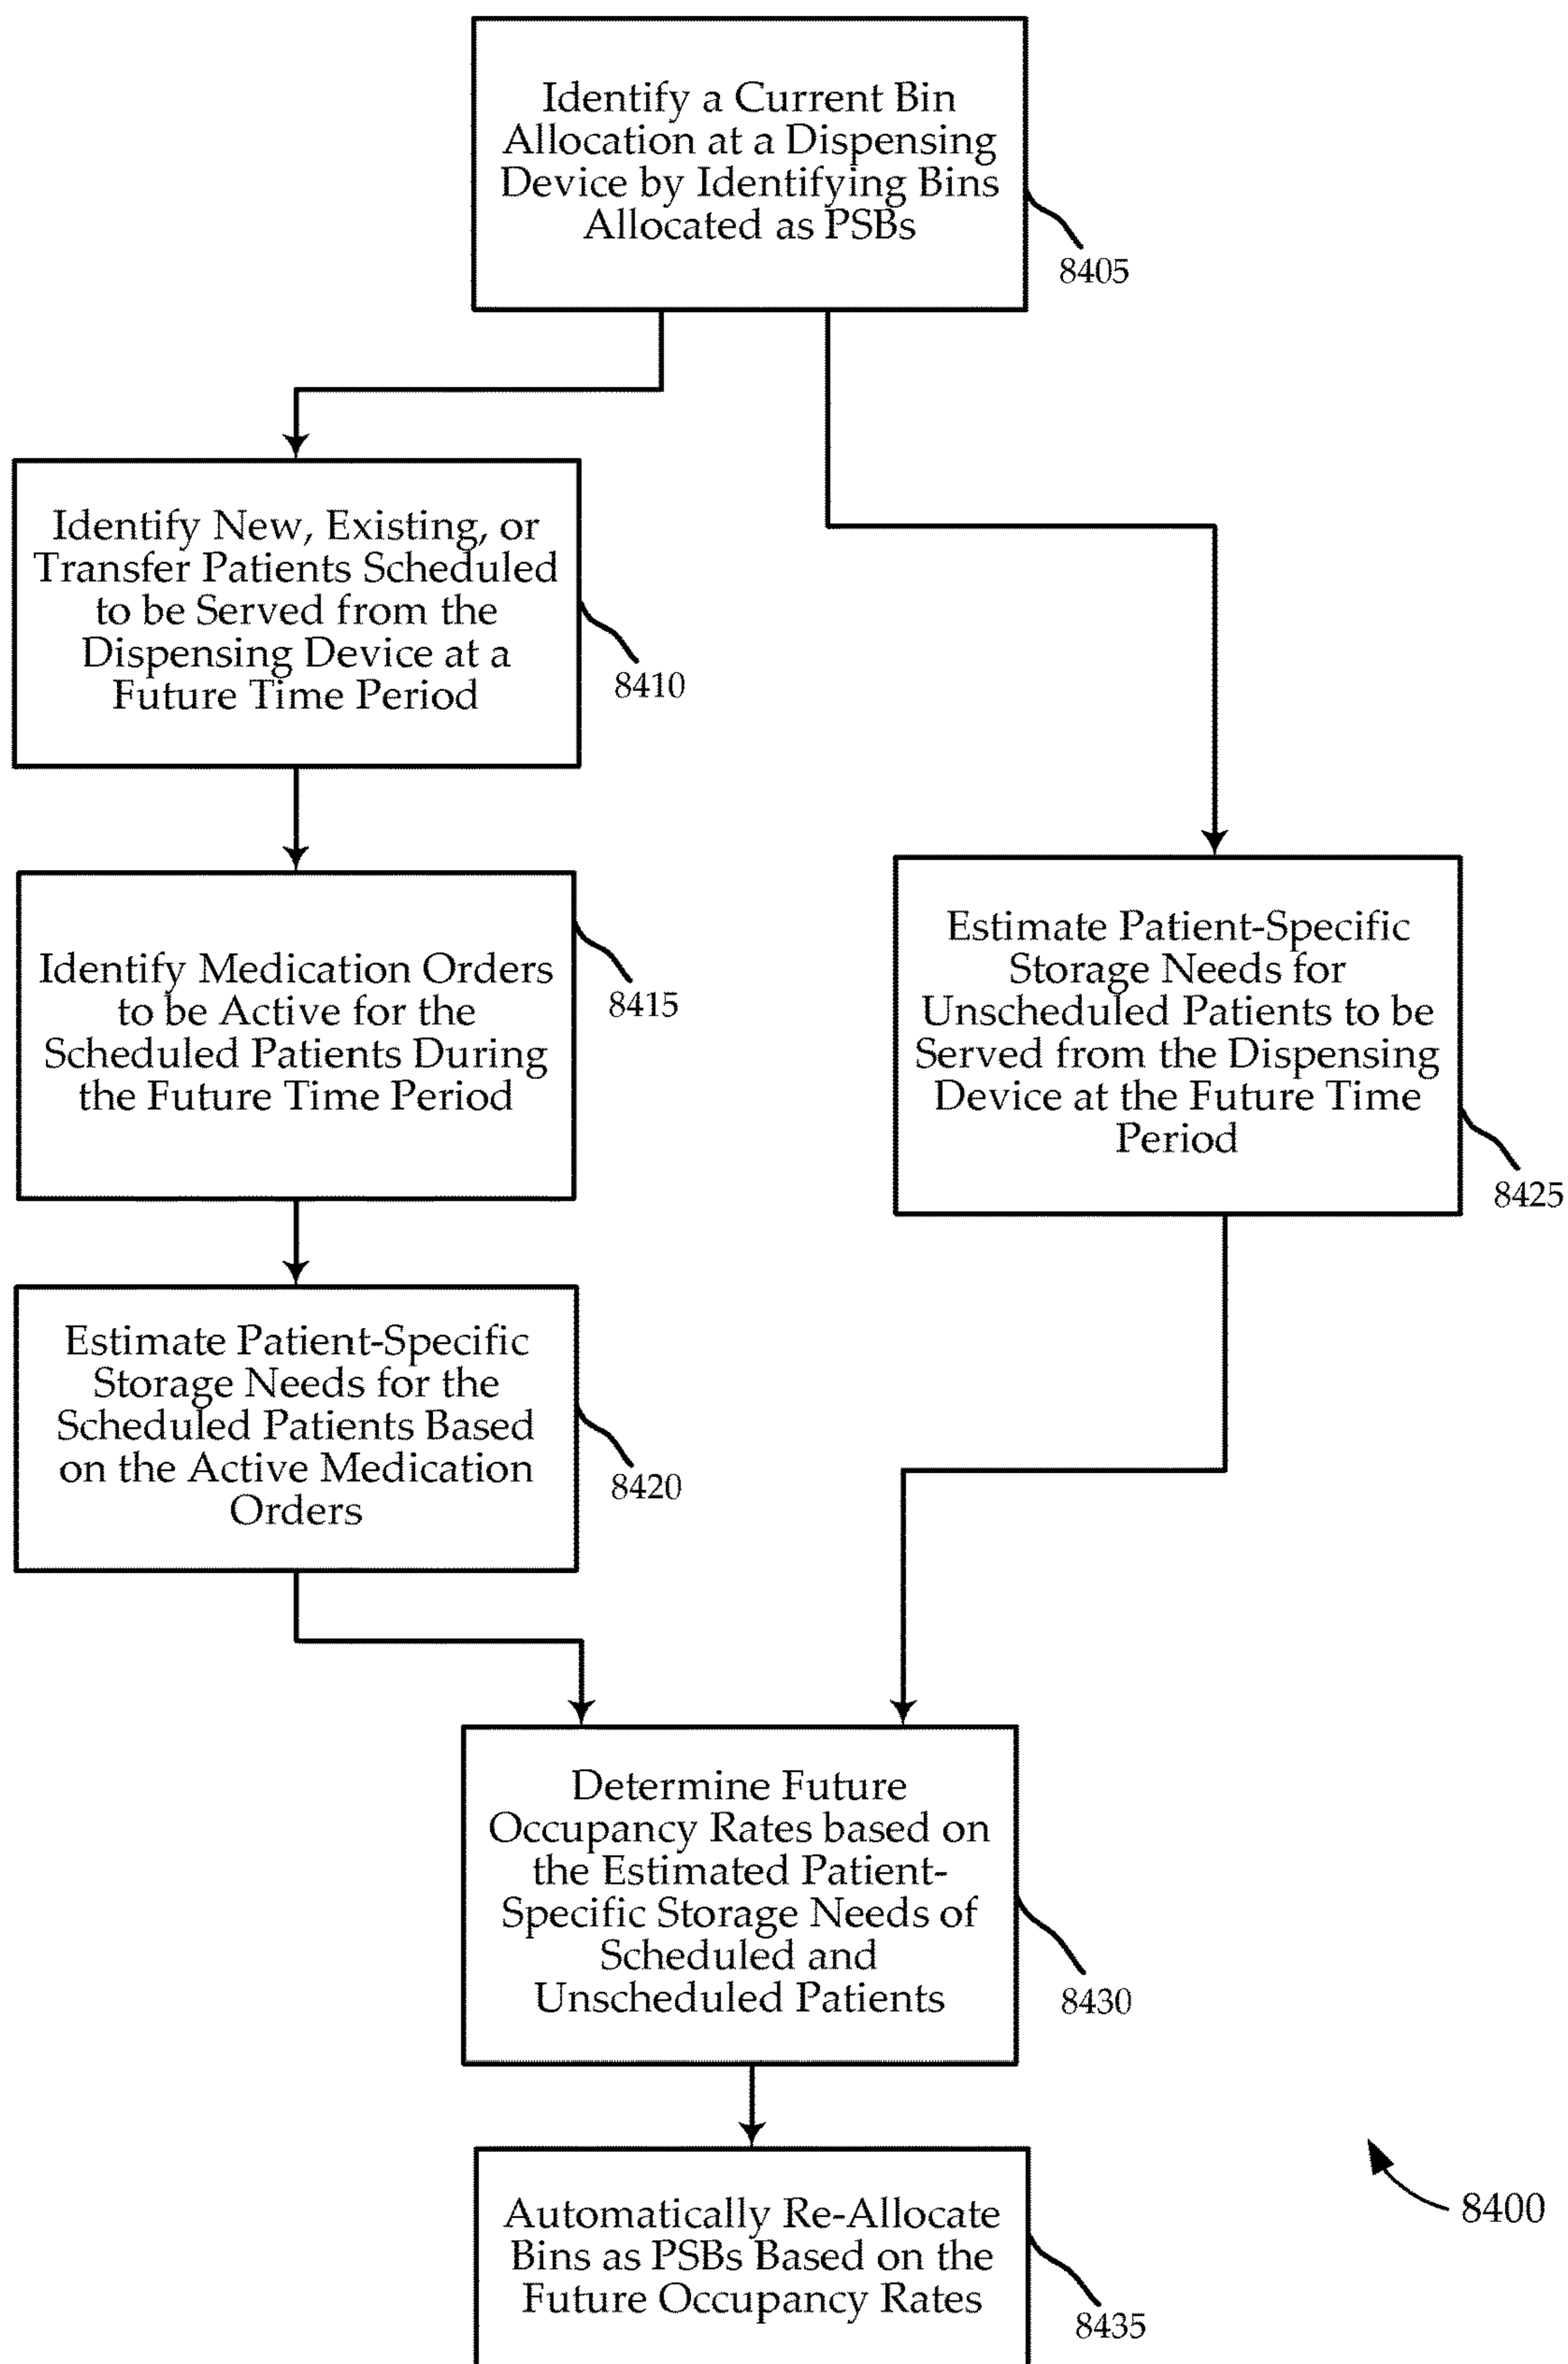 Identify a Current Bin
Allocation at a Dispensing
Device by Identifying Bins
Allocated as PSBs
8405
Identify New, Existing, or
Transfer Patients Scheduled
to be Served from the
Dispensing Device at a
Future Time Period
8410
Identify Medication Orders
to be Active for the
Scheduled Patients During
the Future Time Period
8415
Estimate Patient-Specific
Storage Needs for
Unscheduled Patients to be
Served from the Dispensing
Device at the Future Time
Period
8425
Estimate Patient-Specific
Storage Needs for the
Scheduled Patients Based
on the Active Medication
Orders
8420
Determine Future
Occupancy Rates based on
the Estimated Patient-
Specific Storage Needs of
Scheduled and
Unscheduled Patients
8430
Automatically Re-Allocate
Bins as PSBs Based on the
Future Occupancy Rates
8435
8400